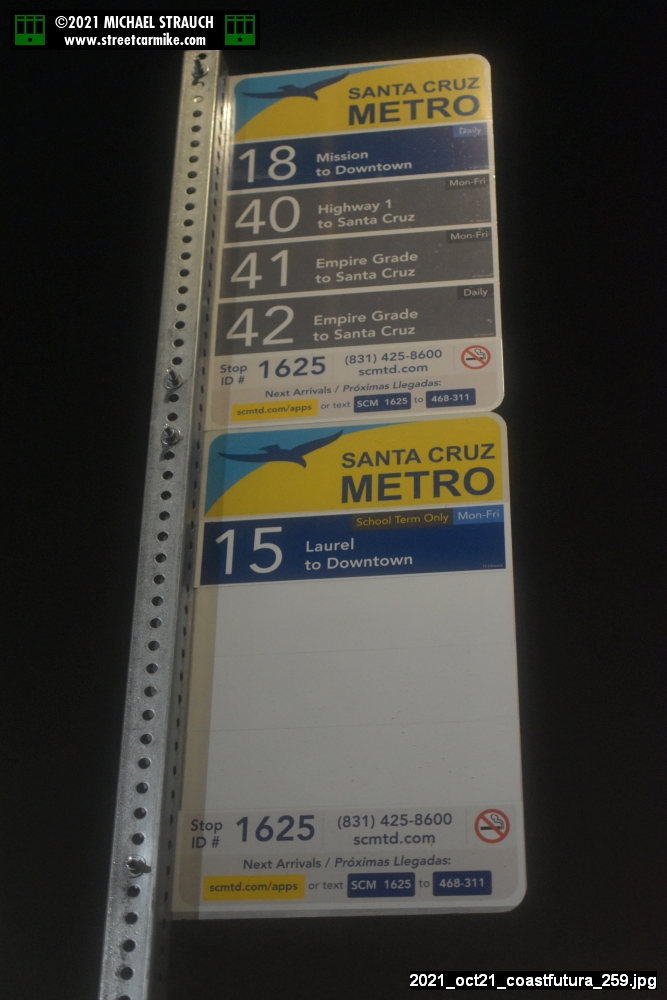 ©2021 MICHAEL STRAUCH
www.streetcarmike.com
SANTA CRUZ
METRO
Daily
18 Mission
to Downtown
Mon-Fri
40 Highway 1
to Santa Cruz
Mon-Fri
41 Empire Grade
to Santa Cruz
Daily
42 Empire Grade
to Santa Cruz
Stop
ID # 1625 (831) 425-8600
scmtd.com
Next Arrivals / Próximas Llegadas:
scmtd.com/apps or text SCM 1625 to 468-311
SANTA CRUZ
METRO
School Term Only Mon-Fri
15 Laurel
to Downtown
Stop
ID # 1625 (831) 425-8600
scmtd.com
Next Arrivals / Próximas Llegadas:
scmtd.com/apps or text SCM 1625 to 468-311
2021_oct21_coastfutura_259.jpg